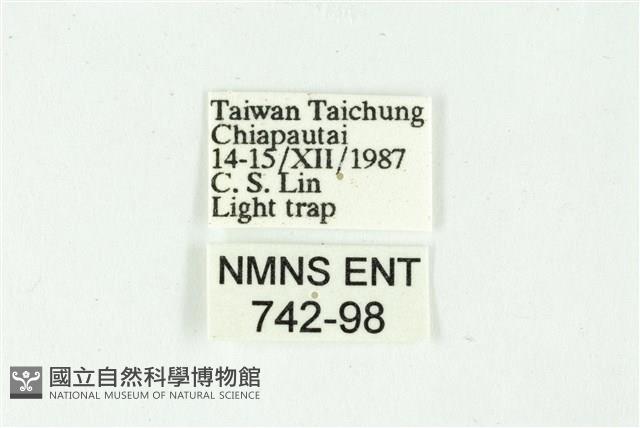 Taiwan Taichung
Chiapautai
14-15/XII/1987
C. S. Lin
Light trap
NMNS ENT
742-98
國立自然科學博物館
NATIONAL MUSEUM OF NATURAL SCIENCE